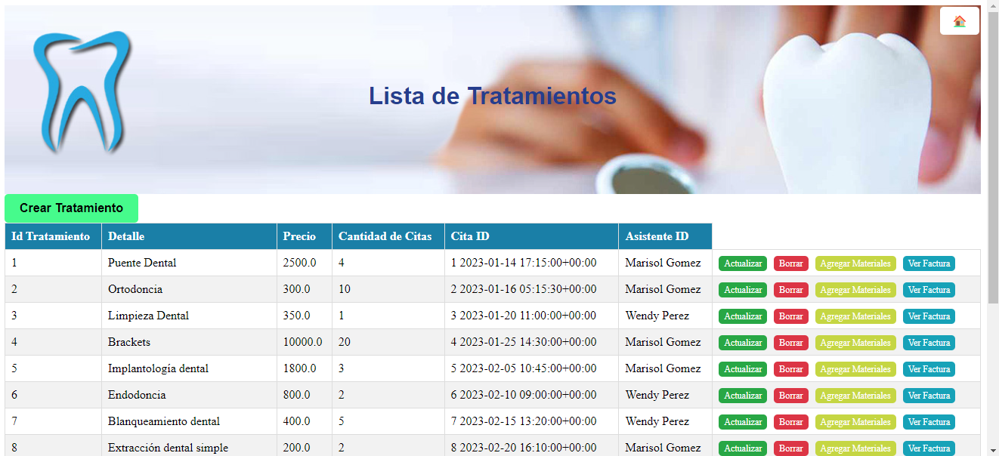 Lista de Tratamientos
Crear Tratamiento
Id Tratamiento Detalle Precio Cantidad de Citas Cita ID Asistente ID
1 Puente Dental 2500.0 4 1 2023-01-14 17:15:00+00:00 Marisol Gomez Actualizar Borrar Agregar Materiales Ver Factura
2 Ortodoncia 300.0 10 2 2023-01-16 05:15:30+00:00 Marisol Gomez Actualizar Borrar Agregar Materiales Ver Factura
3 Limpieza Dental 350.0 1 3 2023-01-20 11:00:00+00:00 Wendy Perez Actualizar Borrar Agregar Materiales Ver Factura
4 Brackets 10000.0 20 4 2023-01-25 14:30:00+00:00 Marisol Gomez Actualizar Borrar Agregar Materiales Ver Factura
5 Implantología dental 1800.0 3 5 2023-02-05 10:45:00+00:00 Marisol Gomez Actualizar Borrar Agregar Materiales Ver Factura
6 Endodoncia 800.0 2 6 2023-02-10 09:00:00+00:00 Wendy Perez Actualizar Borrar Agregar Materiales Ver Factura
7 Blanqueamiento dental 400.0 5 7 2023-02-15 13:20:00+00:00 Wendy Perez Actualizar Borrar Agregar Materiales Ver Factura
8 Extracción dental simple 200.0 2 8 2023-02-20 16:10:00+00:00 Marisol Gomez Actualizar Borrar Agregar Materiales Ver Factura